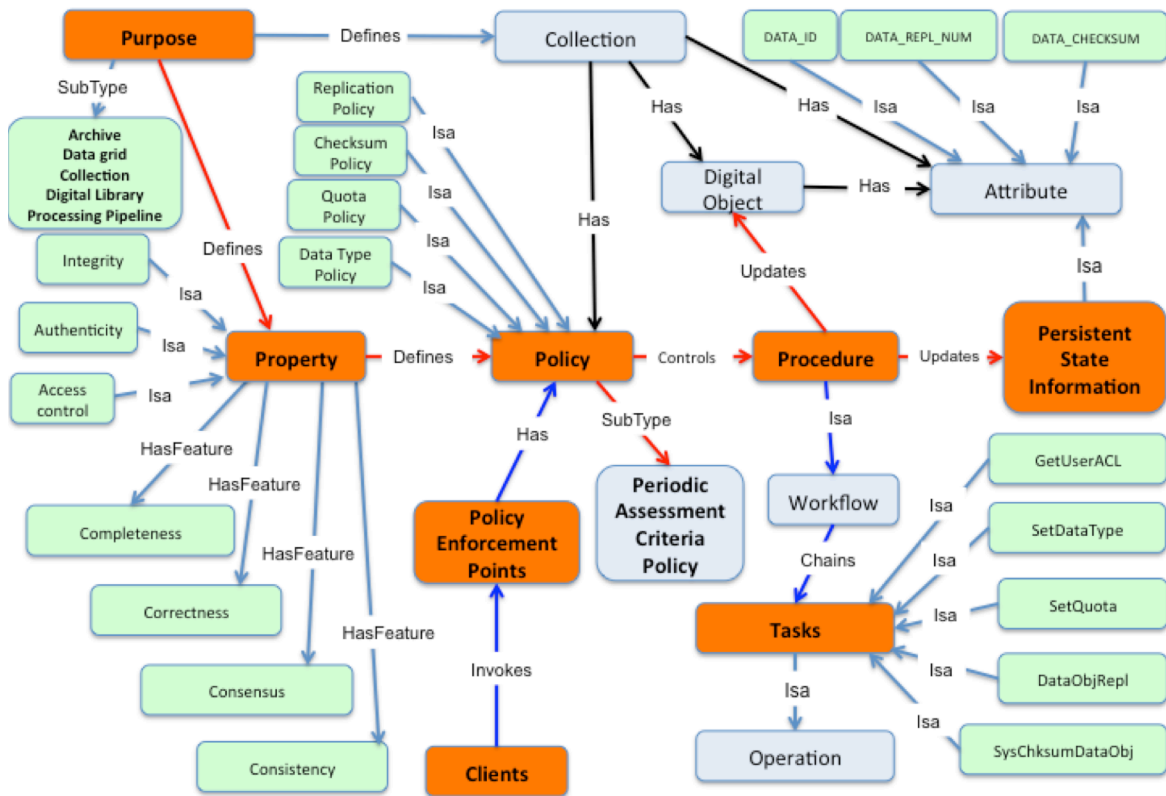 Purpose
Defines
Collection
DATA_ID
DATA_REPL_NUM
DATA_CHECKSUM
SubType
Replication
Policy
Isa
Has
Has
Isa
Isa
Isa
Archive
Data grid
Collection
Digital Library
Processing Pipeline
Checksum
Policy
Isa
Digital
Object
Has
Attribute
Quota
Policy
Isa
Has
Defines
Integrity
Isa
Data Type
Policy
Isa
Updates
Isa
Authenticity
Isa
Property
Defines
Policy
Controls
Procedure
Updates
Persistent
State
Information
Access
control
Isa
HasFeature
Has
SubType
Isa
GetUserACL
HasFeature
Completeness
Policy
Enforcement
Points
Periodic
Assessment
Criteria
Policy
Workflow
Isa
SetDataType
HasFeature
Chains
Isa
Correctness
HasFeature
Tasks
Isa
SetQuota
Invokes
Isa
DataObjRepl
Consensus
Isa
Isa
Consistency
Clients
Operation
SysChksumDataObj